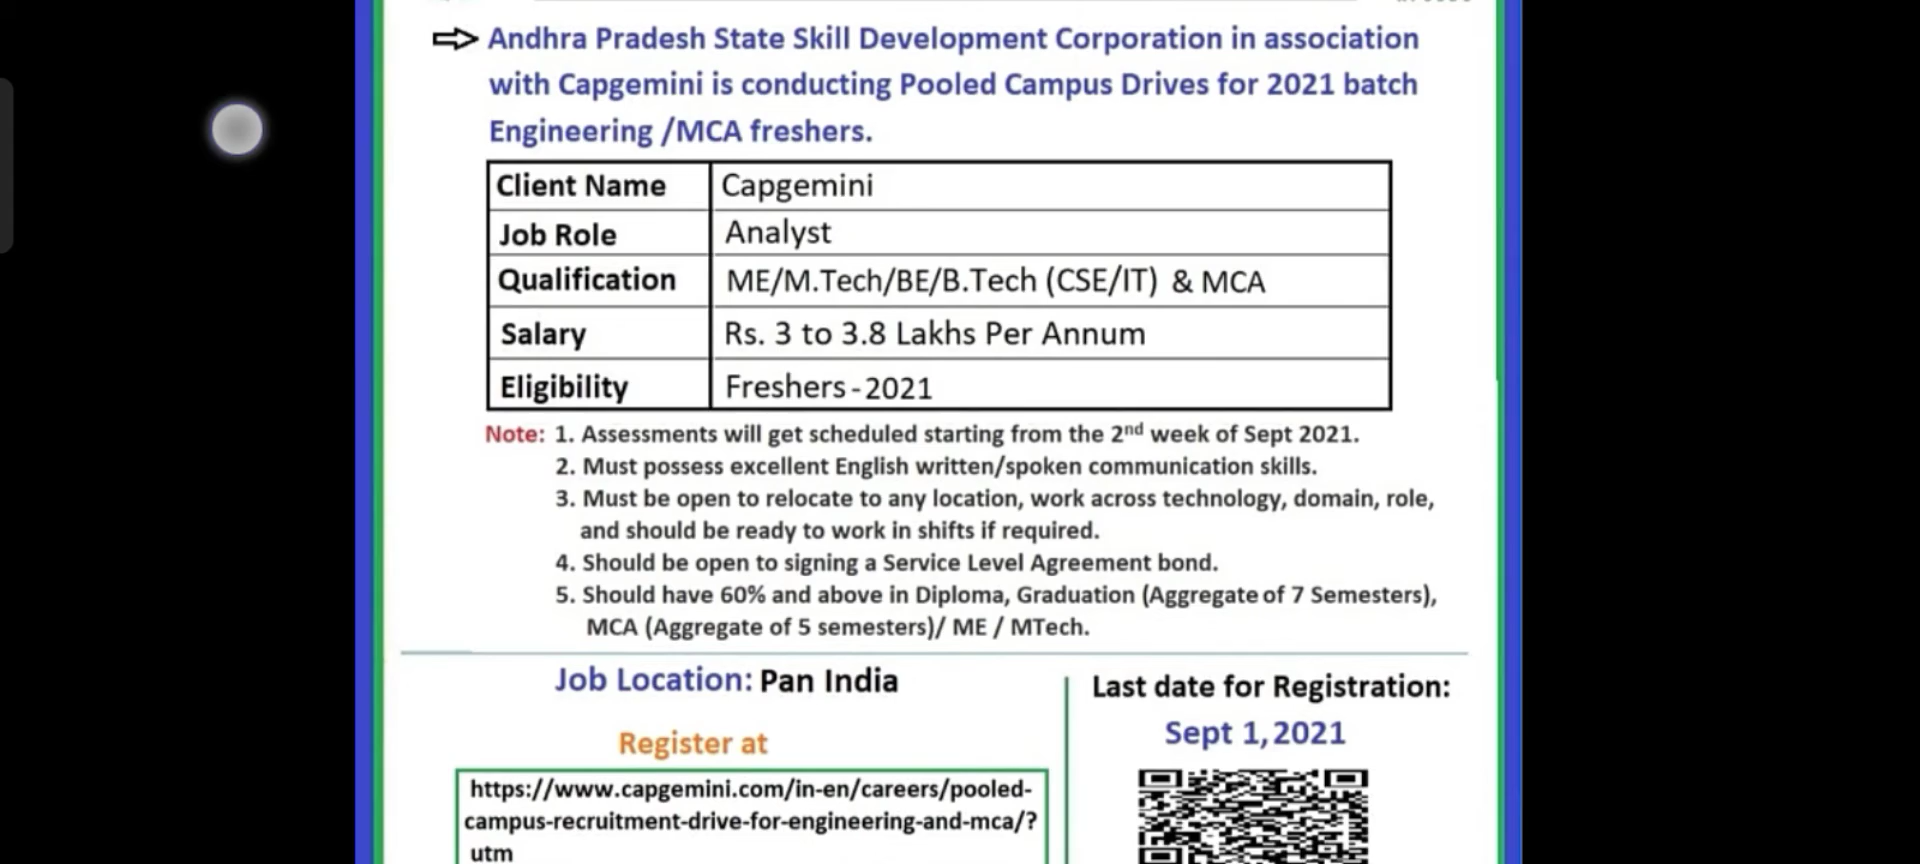 Andhra Pradesh State Skill Development Corporation in association
with Capgemini is conducting Pooled Campus Drives for 2021 batch
Engineering /MCA freshers.
Client Name Capgemini
Job Role Analyst
Qualification ME/M.Tech/BE/B.Tech (CSE/IT) & MCA
Salary Rs. 3 to 3.8 Lakhs Per Annum
Eligibility Freshers - 2021
Note: 1. Assessments will get scheduled starting from the 2nd week of Sept 2021.
2. Must possess excellent English written/spoken communication skills.
3. Must be open to relocate to any location, work across technology, domain, role,
and should be ready to work in shifts if required.
4. Should be open to signing a Service Level Agreement bond.
5. Should have 60% and above in Diploma, Graduation (Aggregate of 7 Semesters),
MCA (Aggregate of 5 semesters)/ ME / MTech.
Job Location: Pan India
Register at
https://www.capgemini.com/in-en/careers/pooled-
campus-recruitment-drive-for-engineering-and-mca/?
utm
Last date for Registration:
Sept 1, 2021